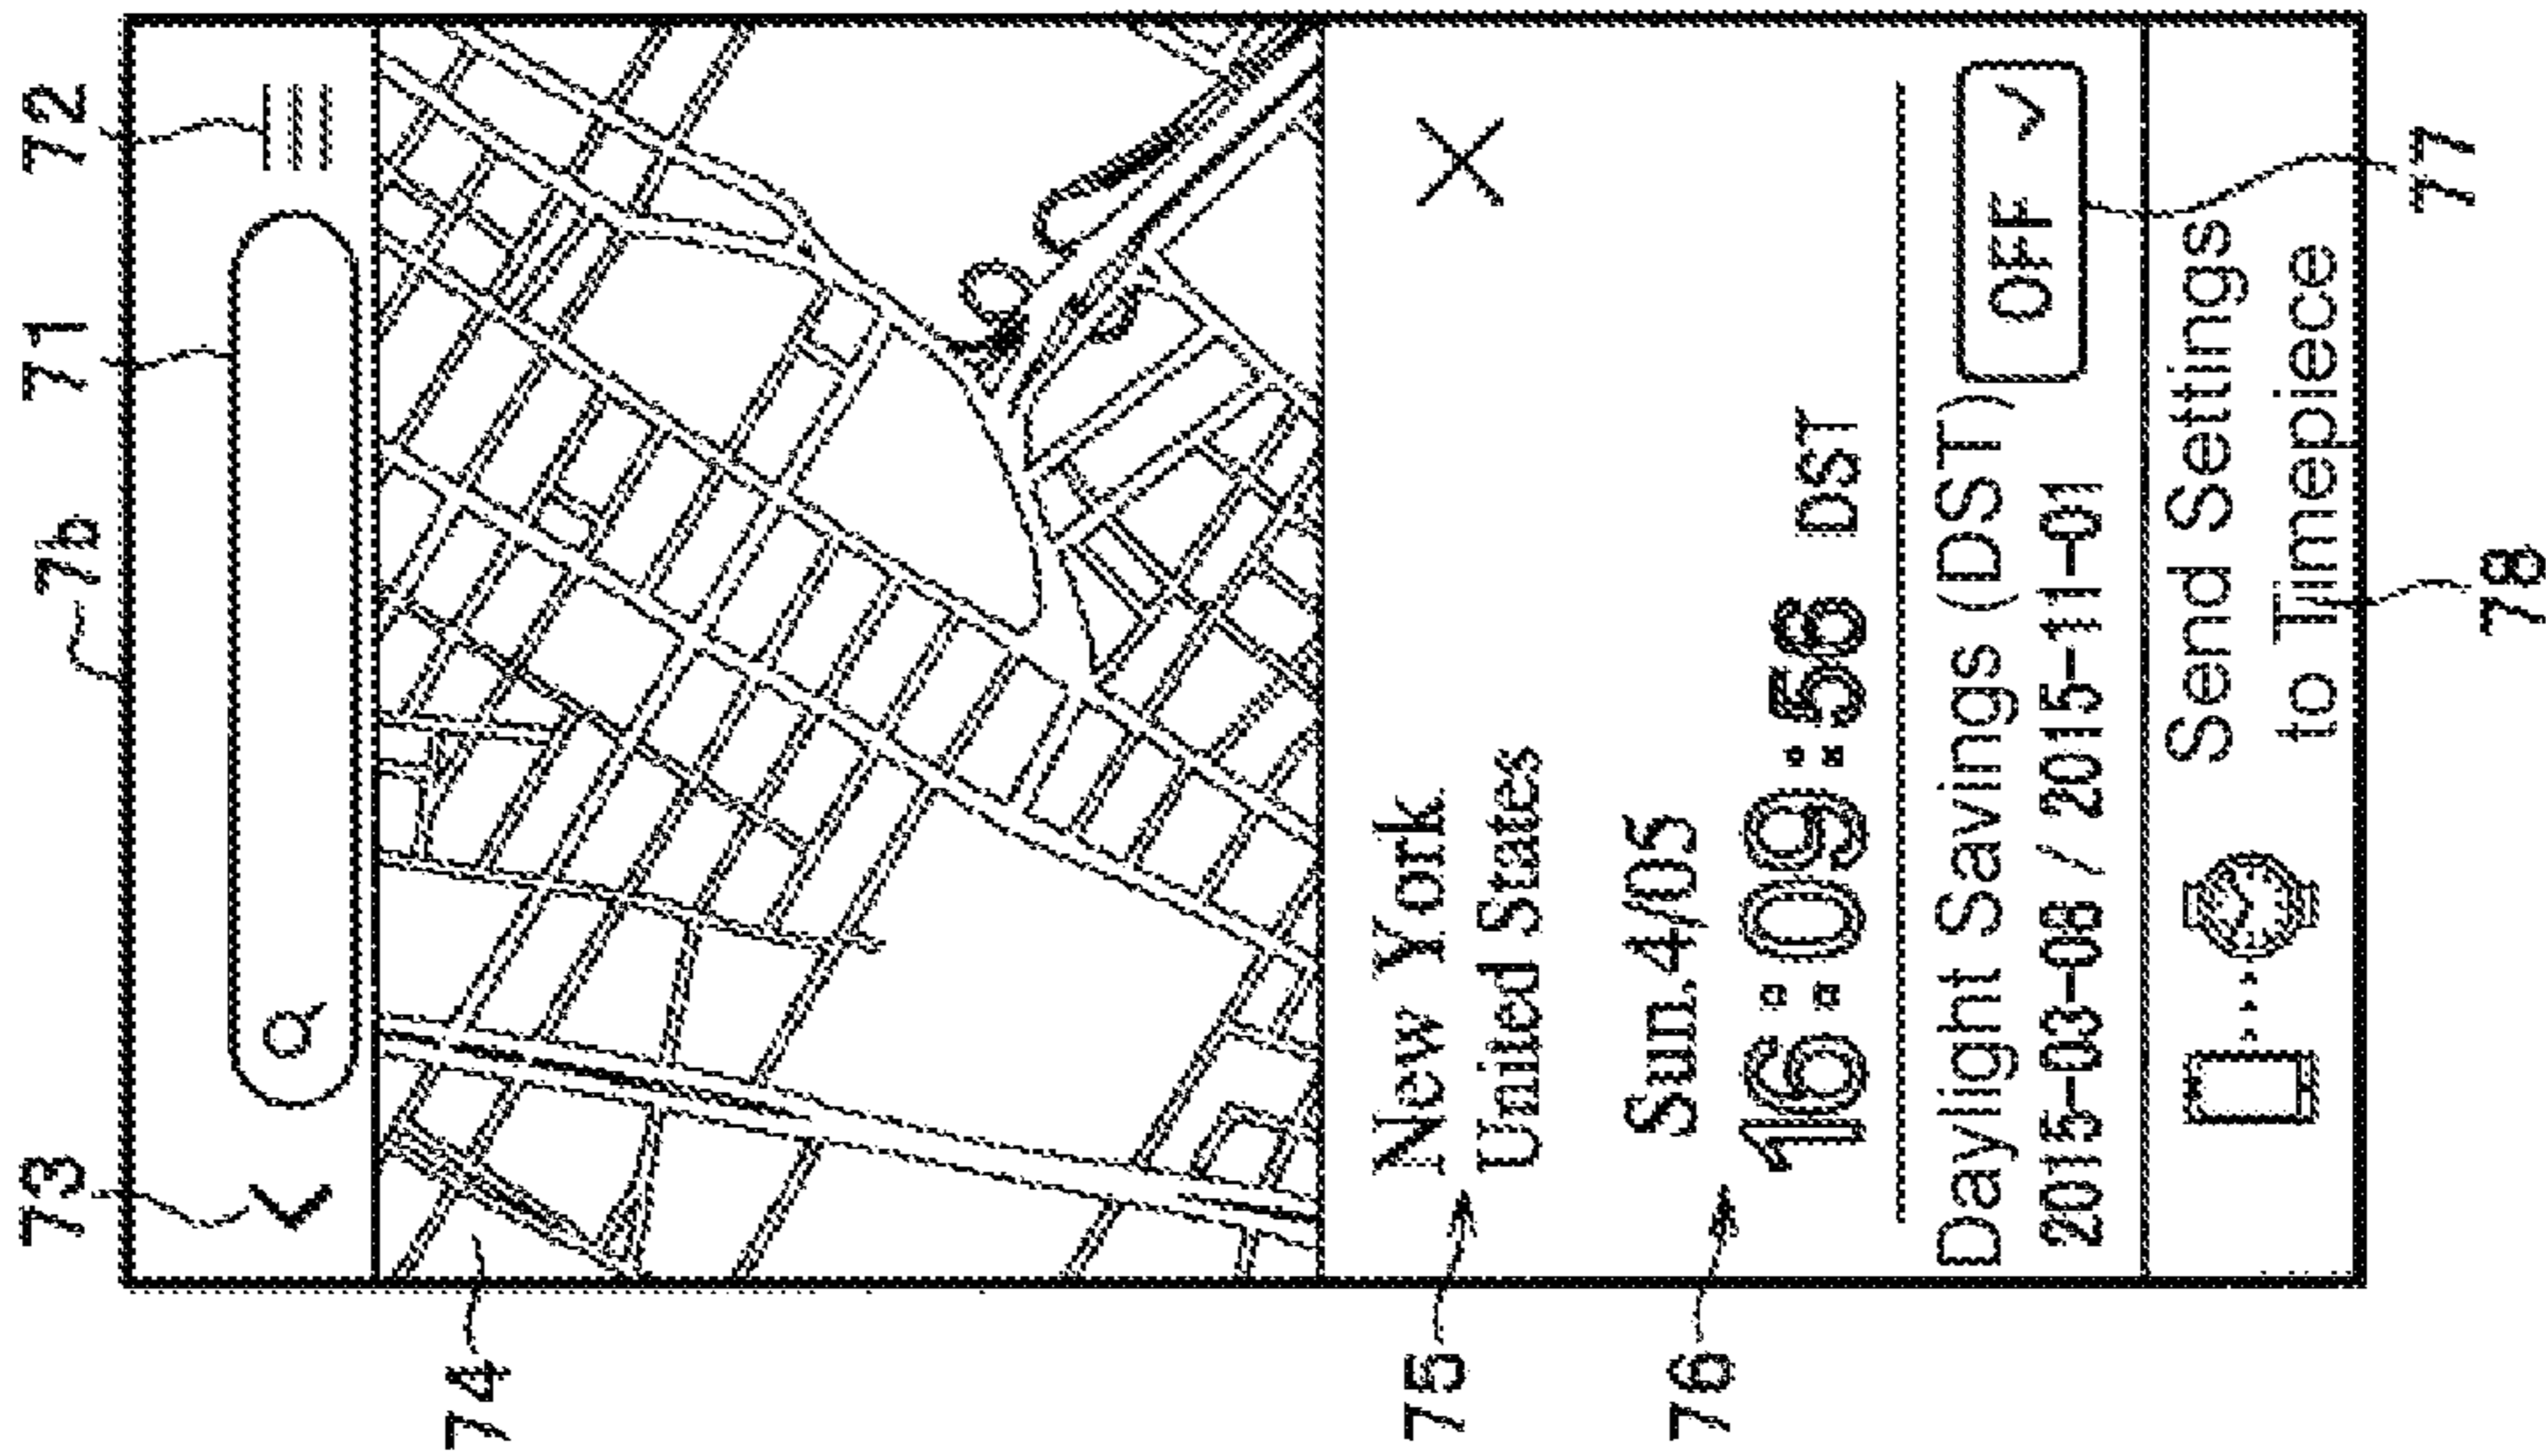 7b
73
71
72
74
75
New York
United States
76
Sun.4/05
16:09:56 DST
Daylight Savings (DST)
OFF
2015-03-08 / 2015-11-01
77
Send Settings
to Timepiece
78